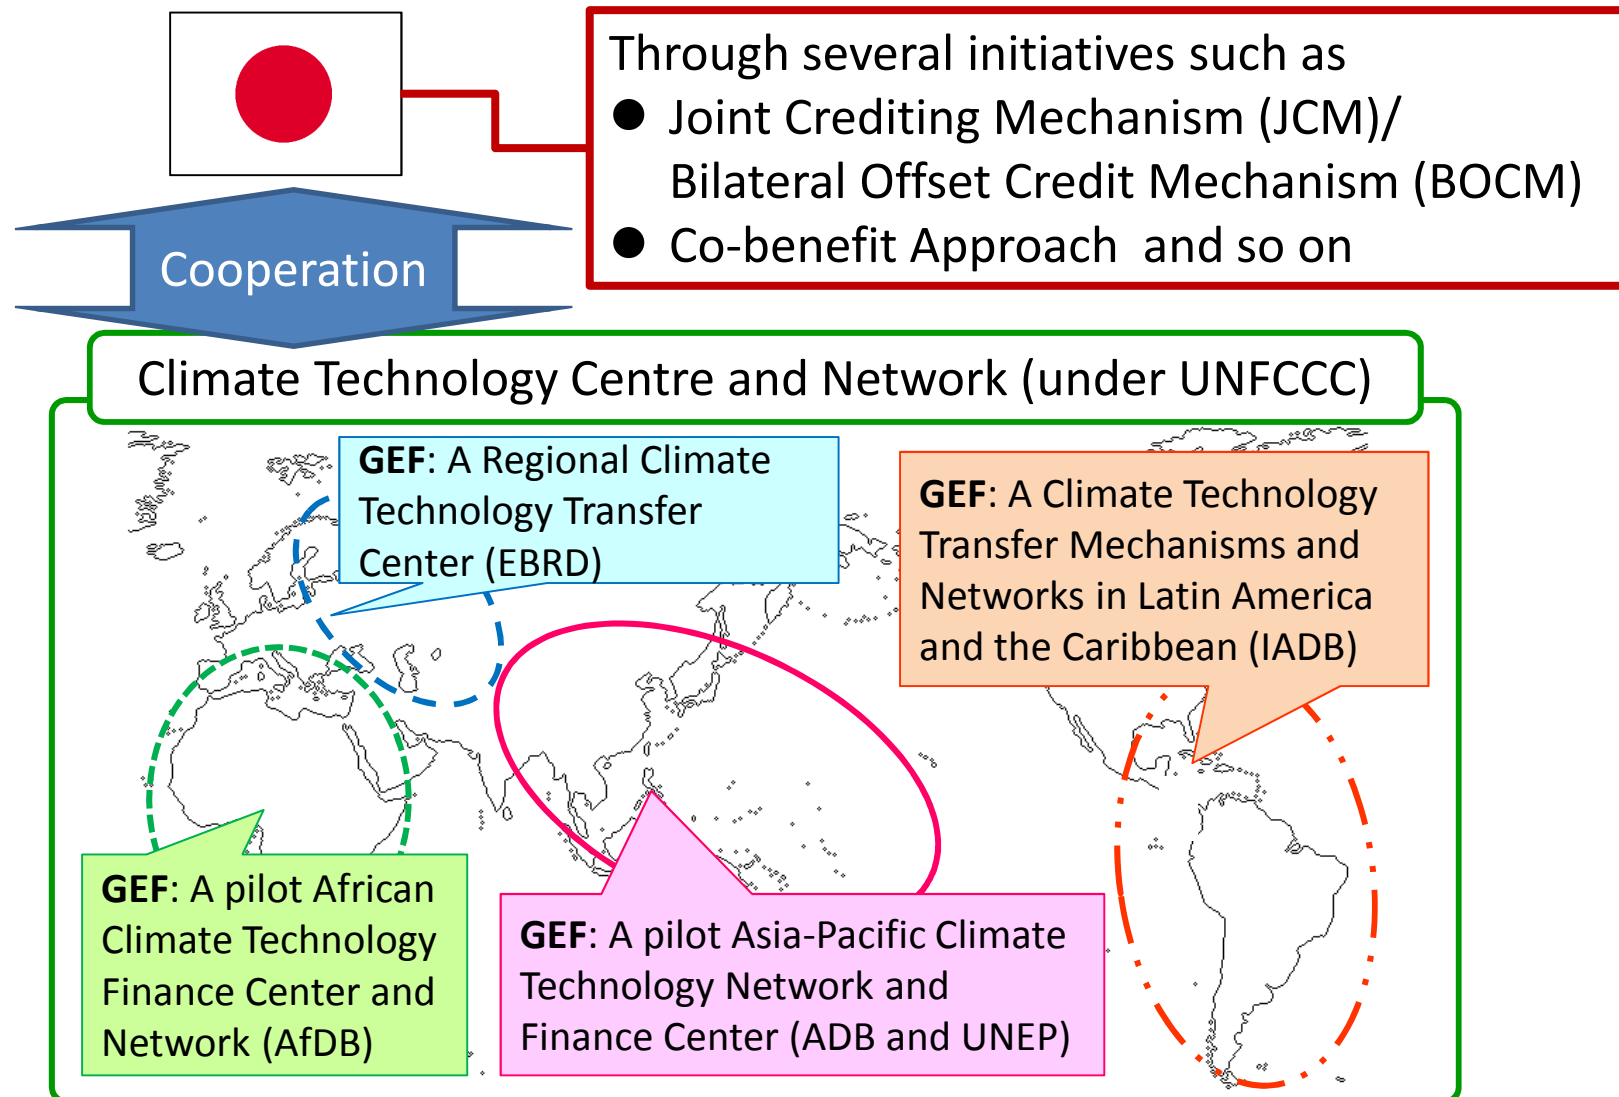 Through several initiatives such as
● Joint Crediting Mechanism (JCM)/
Bilateral Offset Credit Mechanism (BOCM)
● Co-benefit Approach and so on
Cooperation
Climate Technology Centre and Network (under UNFCCC)
GEF: A Regional Climate
Technology Transfer
Center (EBRD)
GEF: A Climate Technology
Transfer Mechanisms and
Networks in Latin America
and the Caribbean (IADB)
GEF: A pilot African
Climate Technology
Finance Center and
Network (AfDB)
GEF: A pilot Asia-Pacific Climate
Technology Network and
Finance Center (ADB and UNEP)